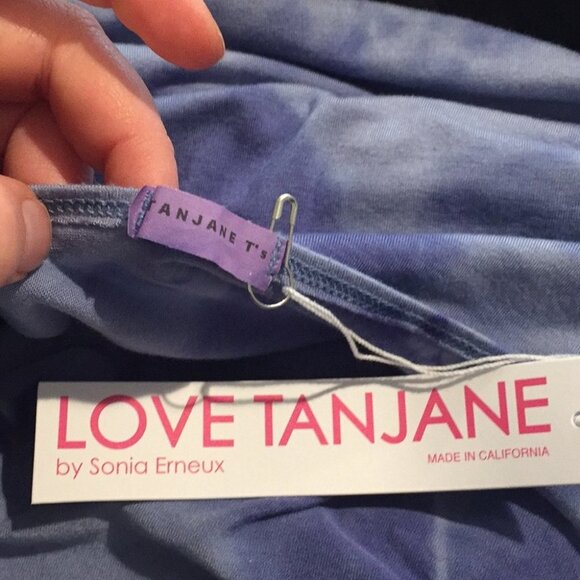 TANJANE T's
LOVE TANJANE
by Sonia Erneux
MADE IN CALIFORNIA